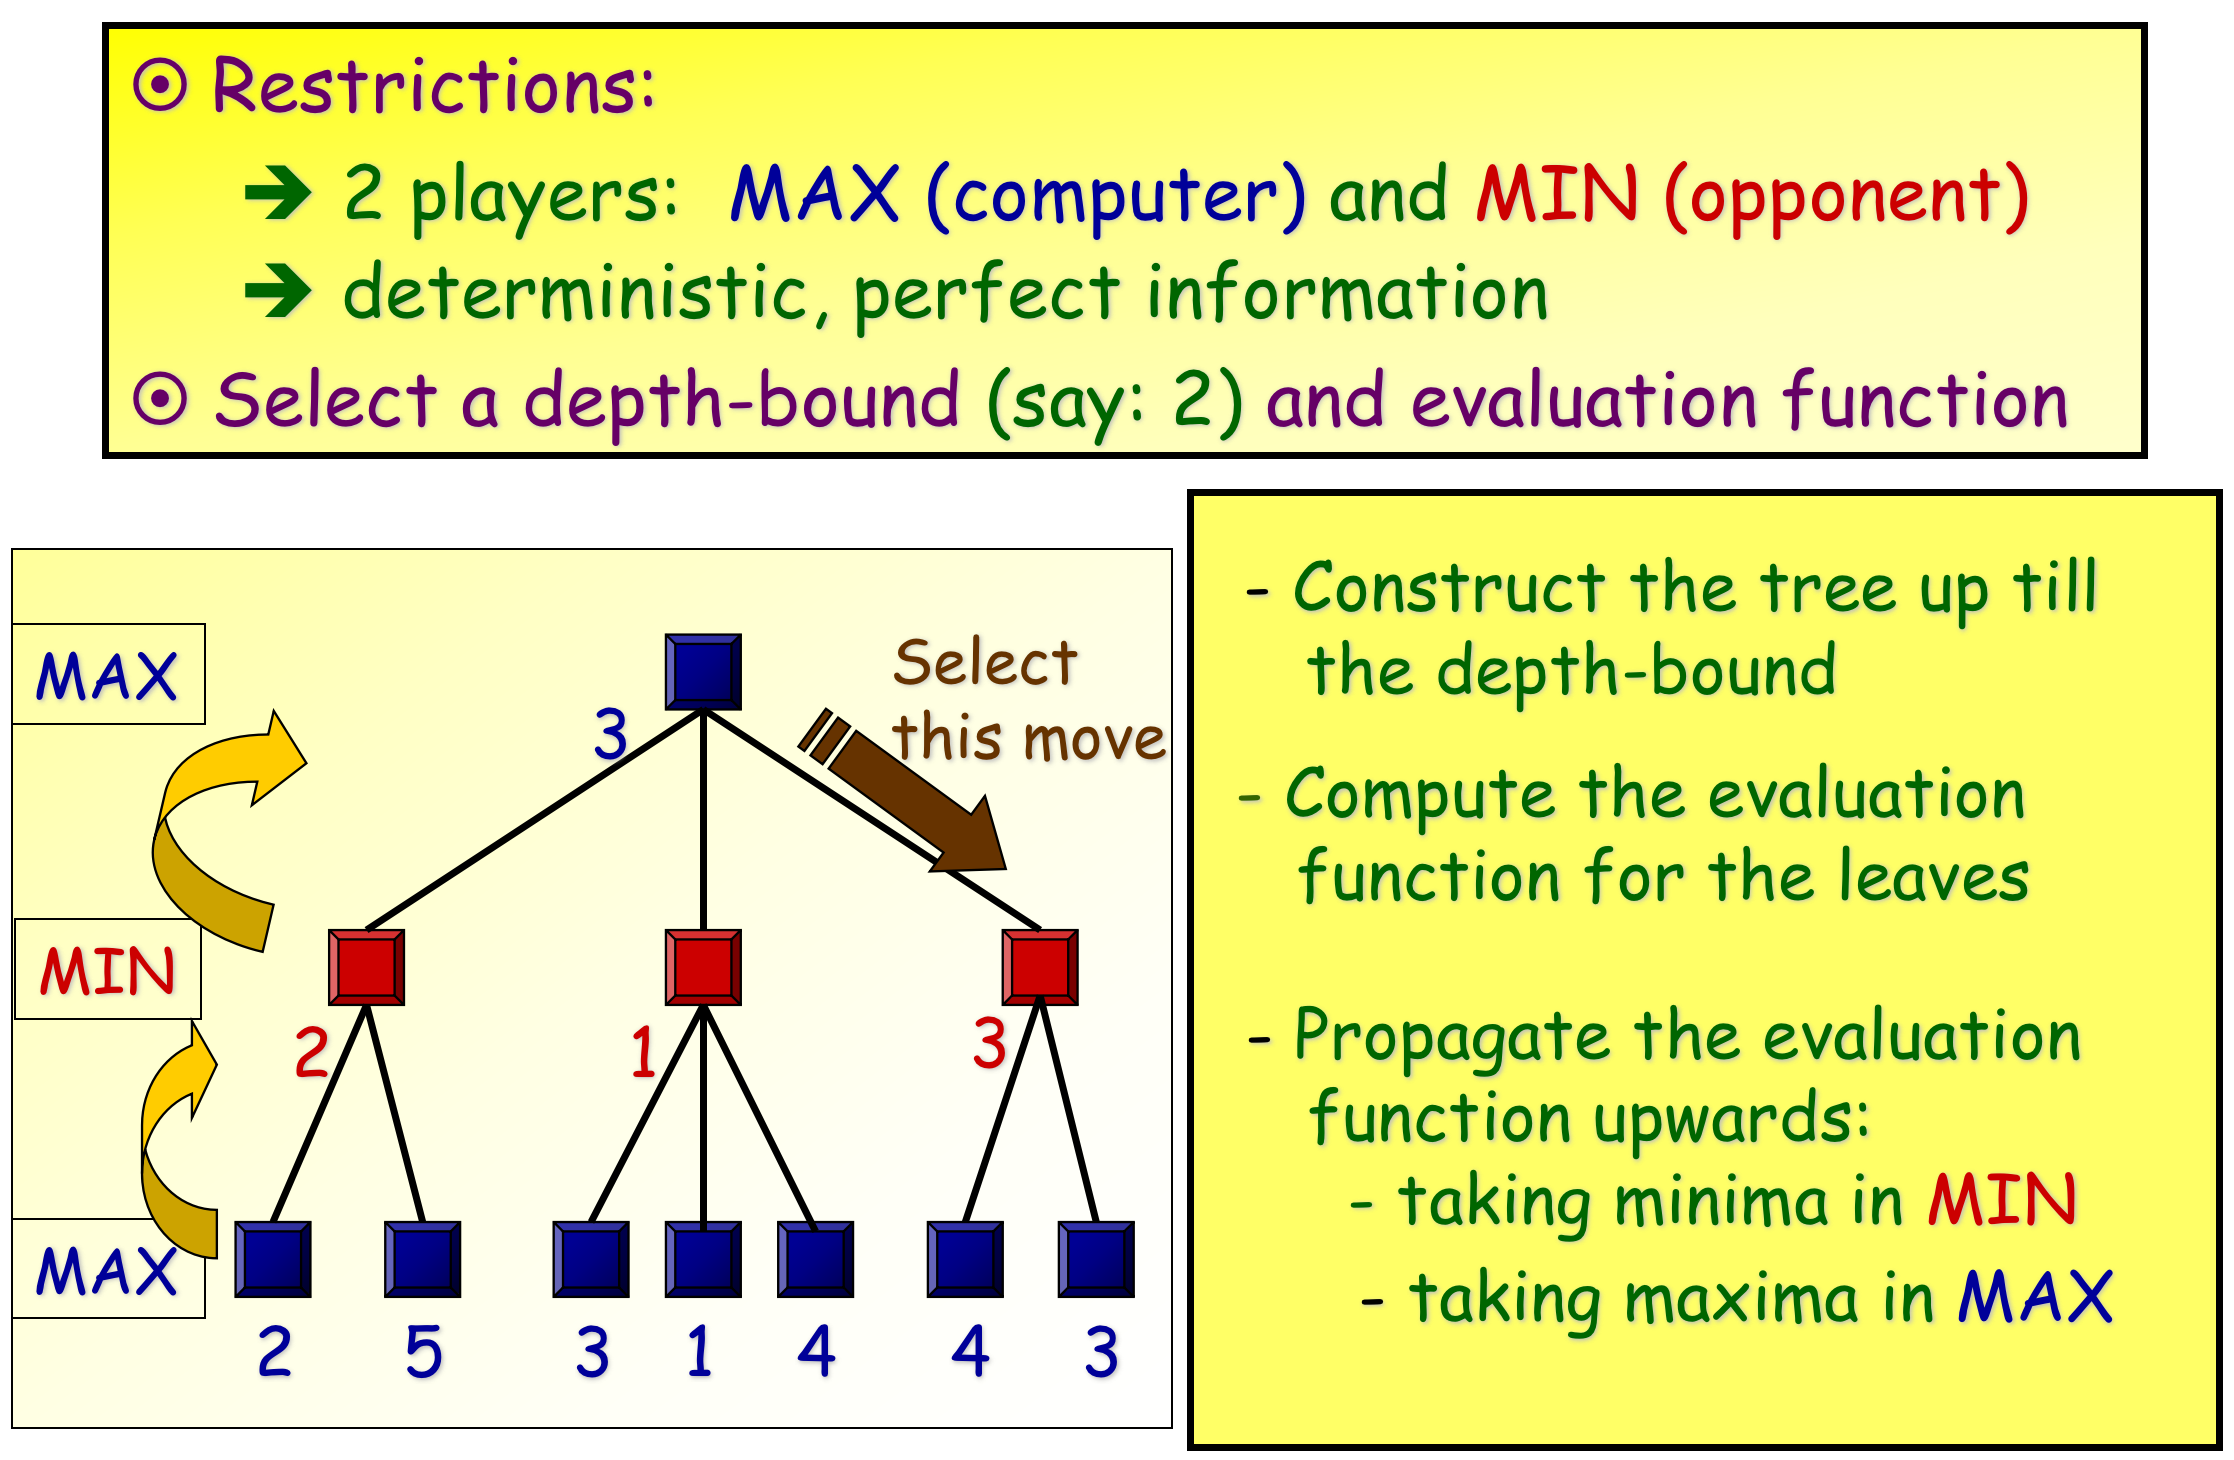 Restrictions:
2 players: MAX (computer) and MIN (opponent)
deterministic, perfect information
Select a depth-bound (say: 2) and evaluation function
MAX
3
Select
this move
MIN
2
1
3
MAX
2 5 3 1 4 4 3
- Construct the tree up till
the depth-bound
- Compute the evaluation
function for the leaves
- Propagate the evaluation
function upwards:
- taking minima in MIN
- taking maxima in MAX